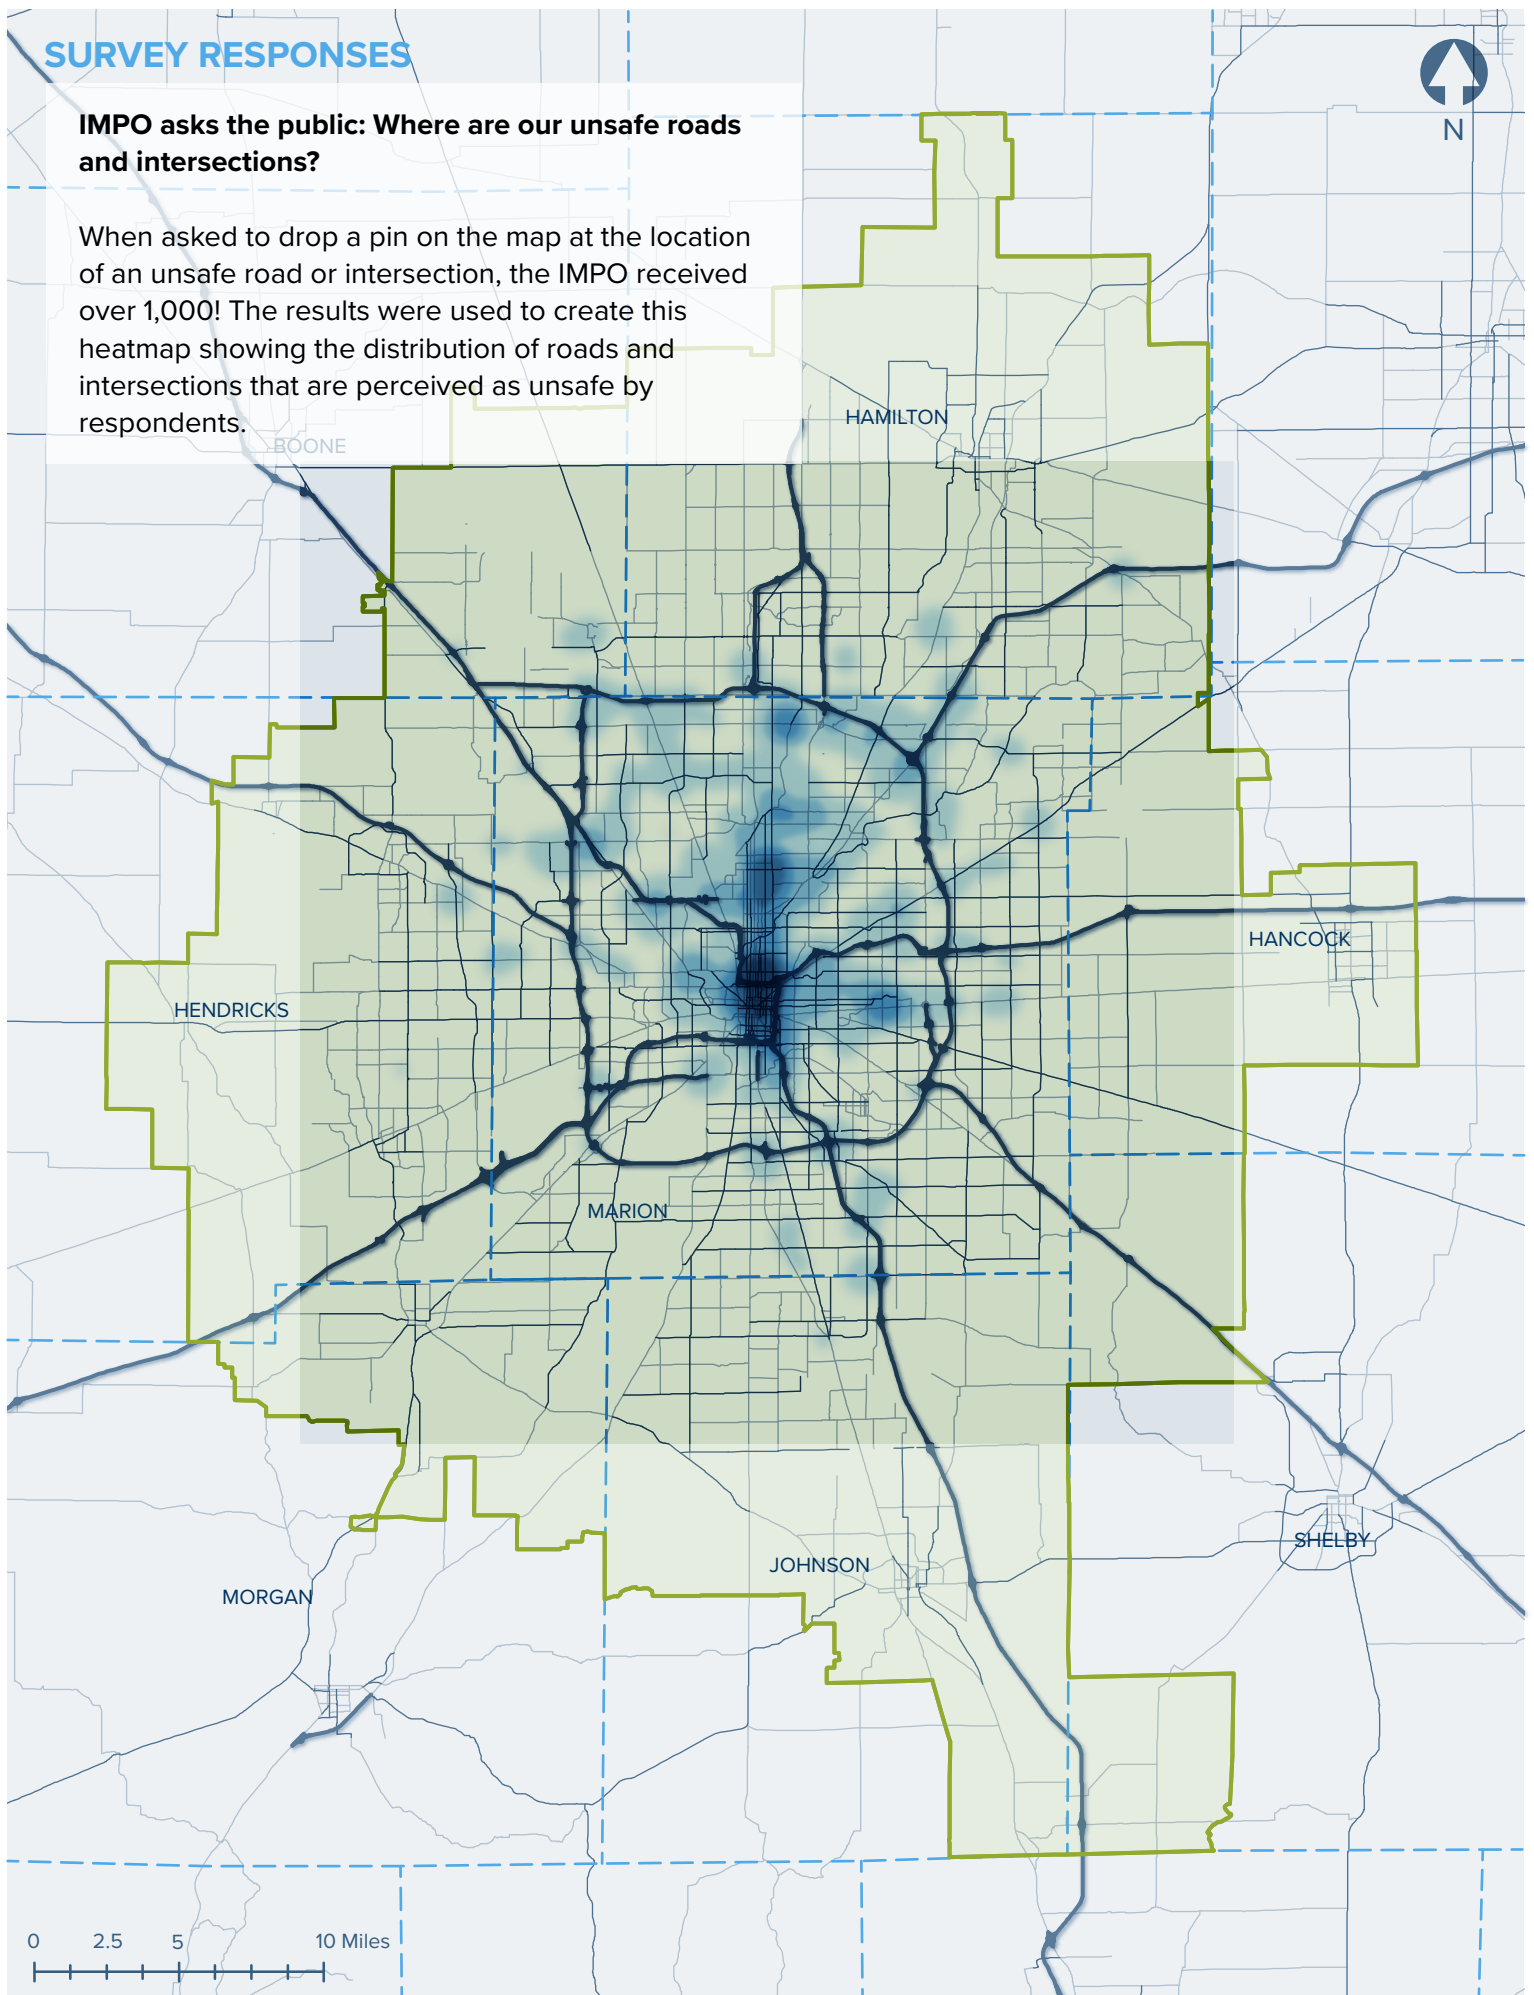 SURVEY RESPONSES
IMPO asks the public: Where are our unsafe roads
and intersections?
When asked to drop a pin on the map at the location
of an unsafe road or intersection, the IMPO received
over 1,000! The results were used to create this
heatmap showing the distribution of roads and
intersections that are perceived as unsafe by
respondents.
N
HAMILTON
BOONE
HANCOCK
HENDRICKS
MARION
SHELBY
JOHNSON
MORGAN
0 2.5 5 10 Miles